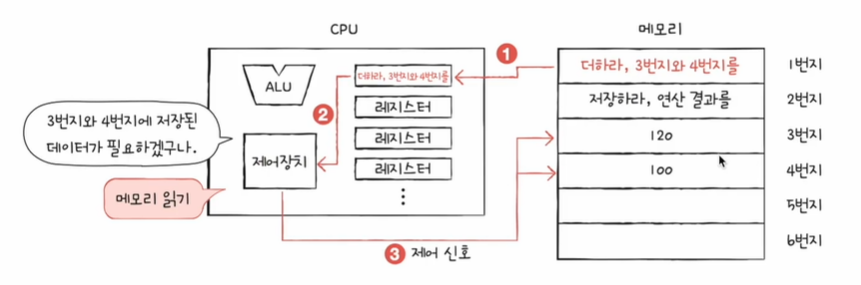 CPU
메모리
ALU
더하라, 3번지와 4번지를
레지스터
레지스터
레지스터
제어장치
3번지와 4번지에 저장된
데이터가 필요하겠구나.
메모리 읽기
1
2
3 제어 신호
더하라, 3번지와 4번지를
1번지
저장하라, 연산 결과를
2번지
120
3번지
100
4번지
5번지
6번지